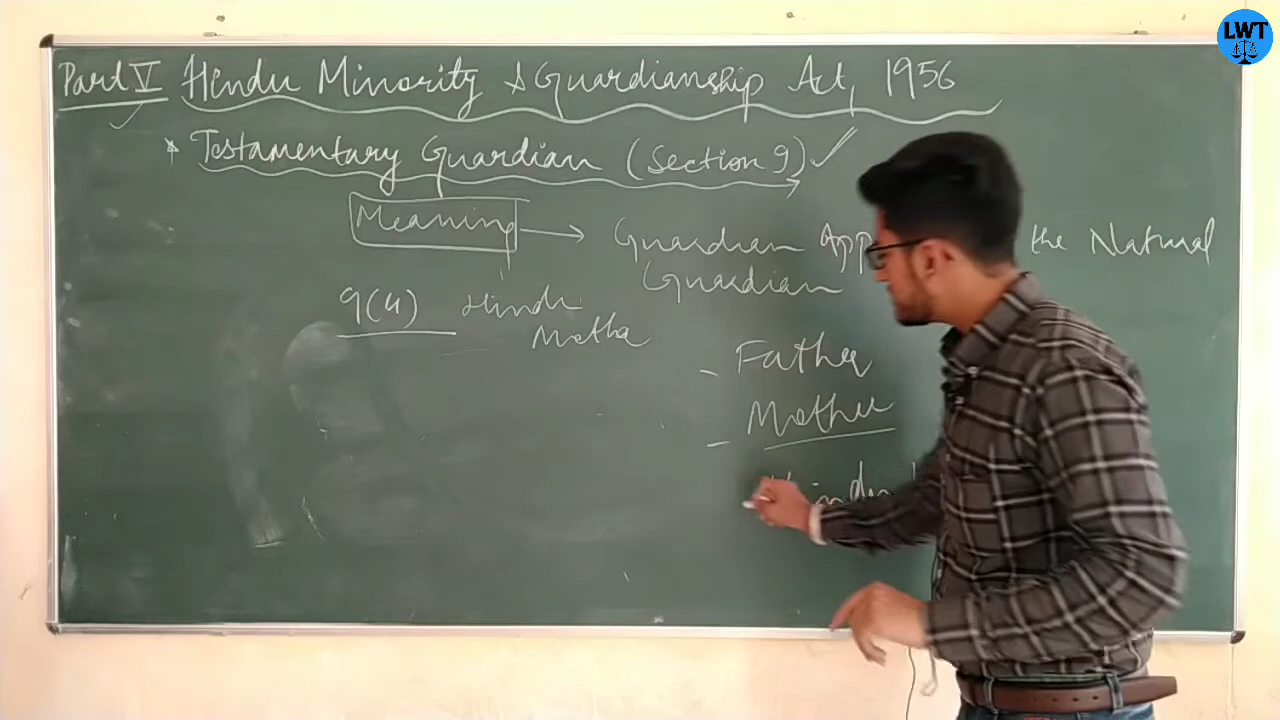 LWT
Part V Hindu Minority & Guardianship Act, 1956
* Testamentary Guardian (Section 9) ✓
Meaning → Guardian App the Natural
Guardian
9(4) Hindu
Motha
- Father
- Mother